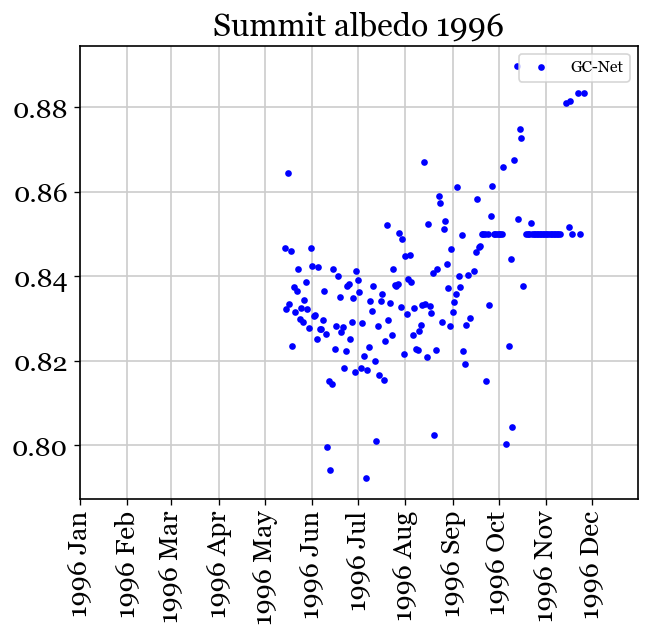 Summit albedo 1996
GC-Net
0.88
0.86
0.84
0.82
0.80
1996 Jan
1996 Feb
1996 Mar
1996 Apr
1996 May
1996 Jun
1996 Jul
1996 Aug
1996 Sep
1996 Oct
1996 Nov
1996 Dec